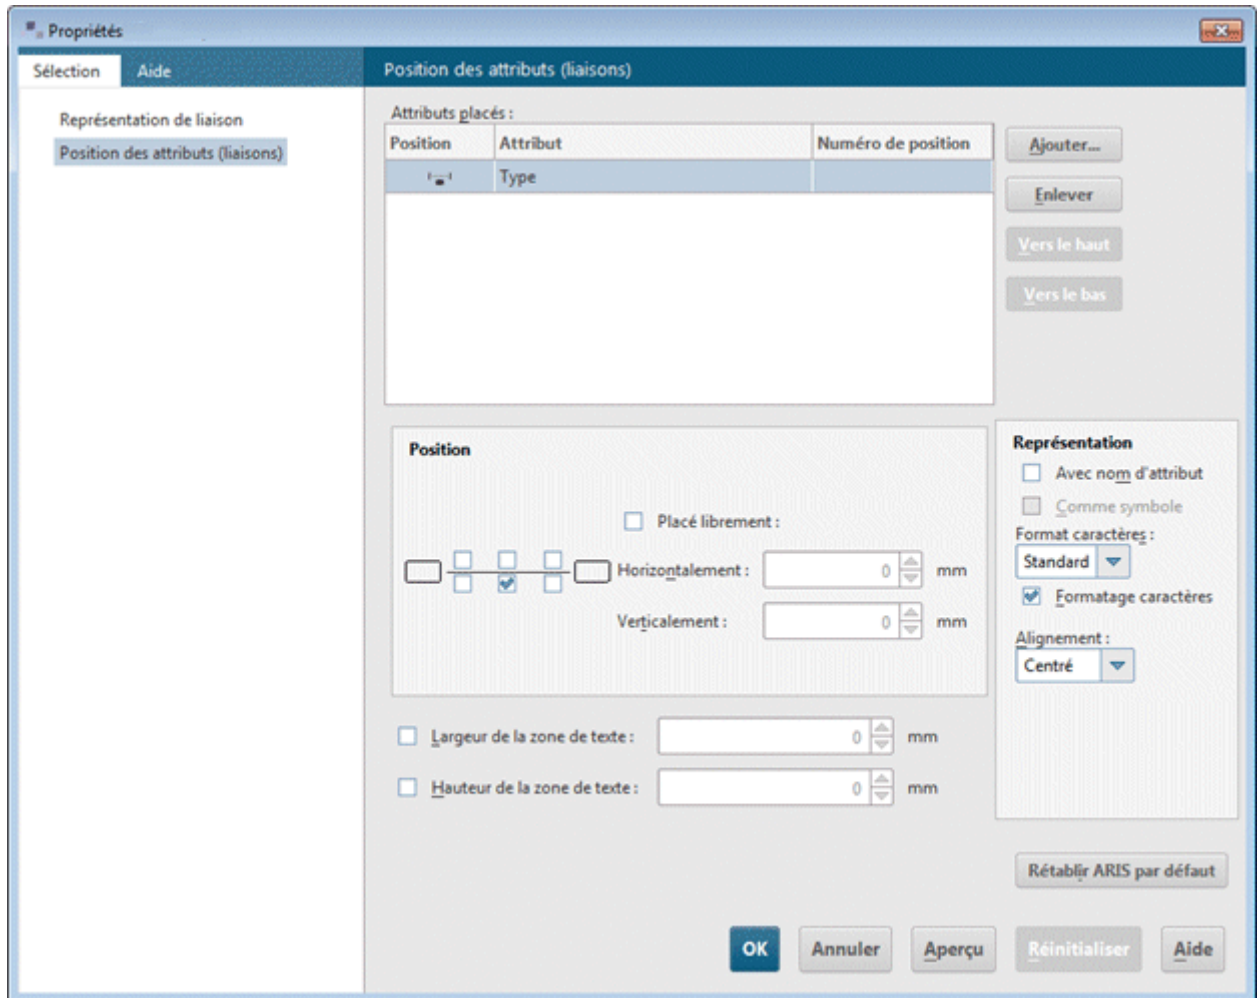 Propriétés
Sélection Aide Position des attributs (liaisons)
Représentation de liaison
Position des attributs (liaisons)
Attributs placés :
Position Attribut Numéro de position
Type
Ajouter...
Enlever
Vers le haut
Vers le bas
Position
Placé librement :
Horizontalement : 0 mm
Verticalement : 0 mm
Représentation
Avec nom d'attribut
Comme symbole
Format caractères :
Standard
Formatage caractères
Alignement :
Centré
Largeur de la zone de texte : 0 mm
Hauteur de la zone de texte : 0 mm
Rétablir ARIS par défaut
OK Annuler Aperçu Réinitialiser Aide